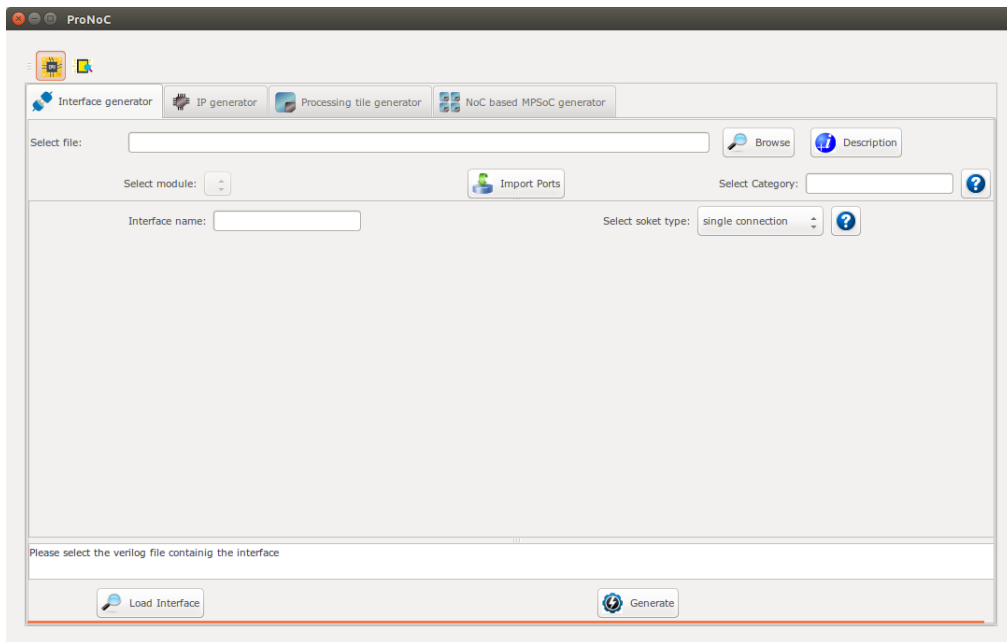 ProNoC
Interface generator
IP generator
Processing tile generator
NoC based MPSoC generator
Select file:
Browse
Description
Select module:
Import Ports
Select Category:
Interface name:
Select soket type:
single connection
Please select the verilog file containig the interface
Load Interface
Generate